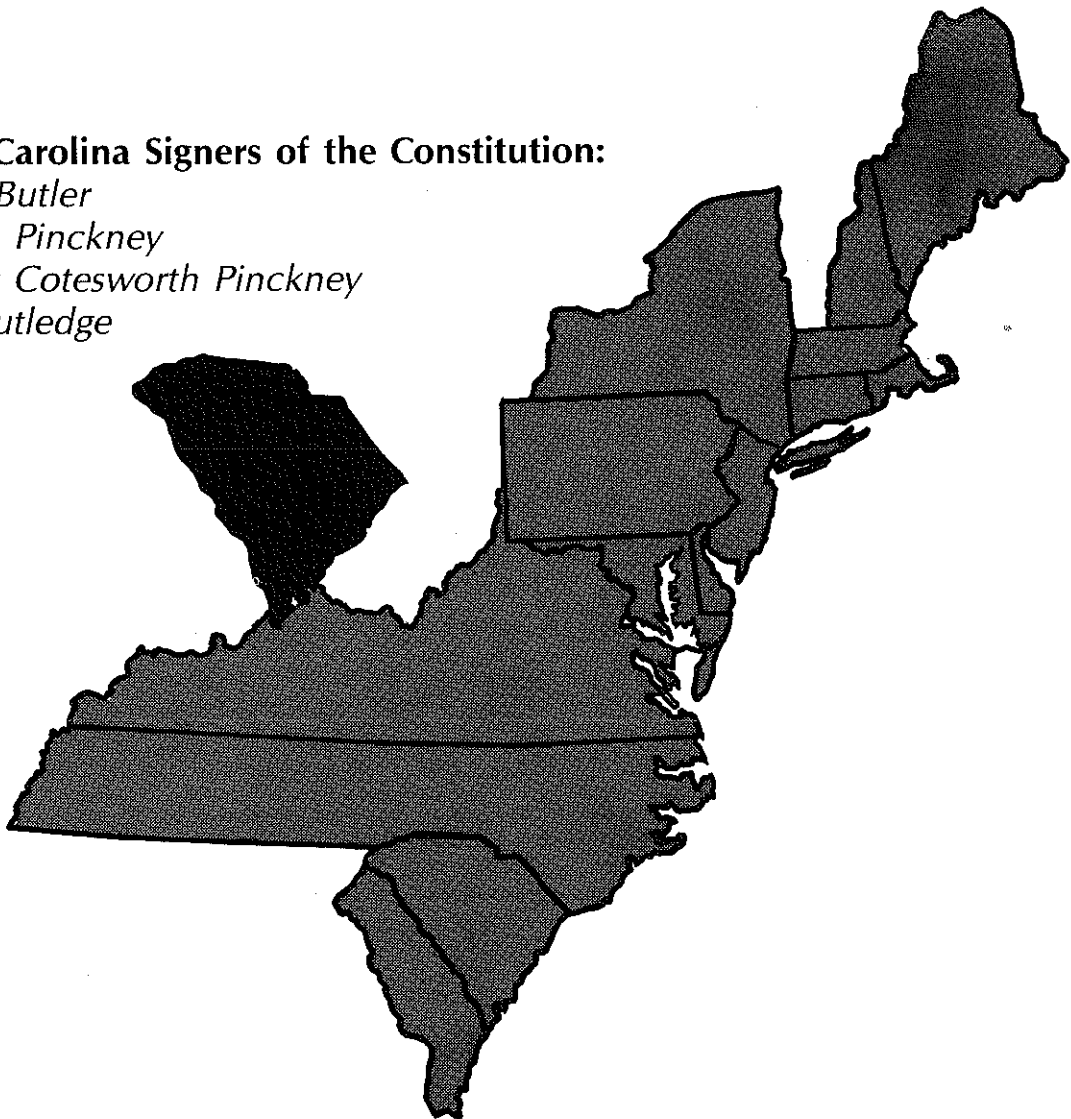 Carolina Signers of the Constitution:
Butler
Pinckney
Cotesworth Pinckney
utledge